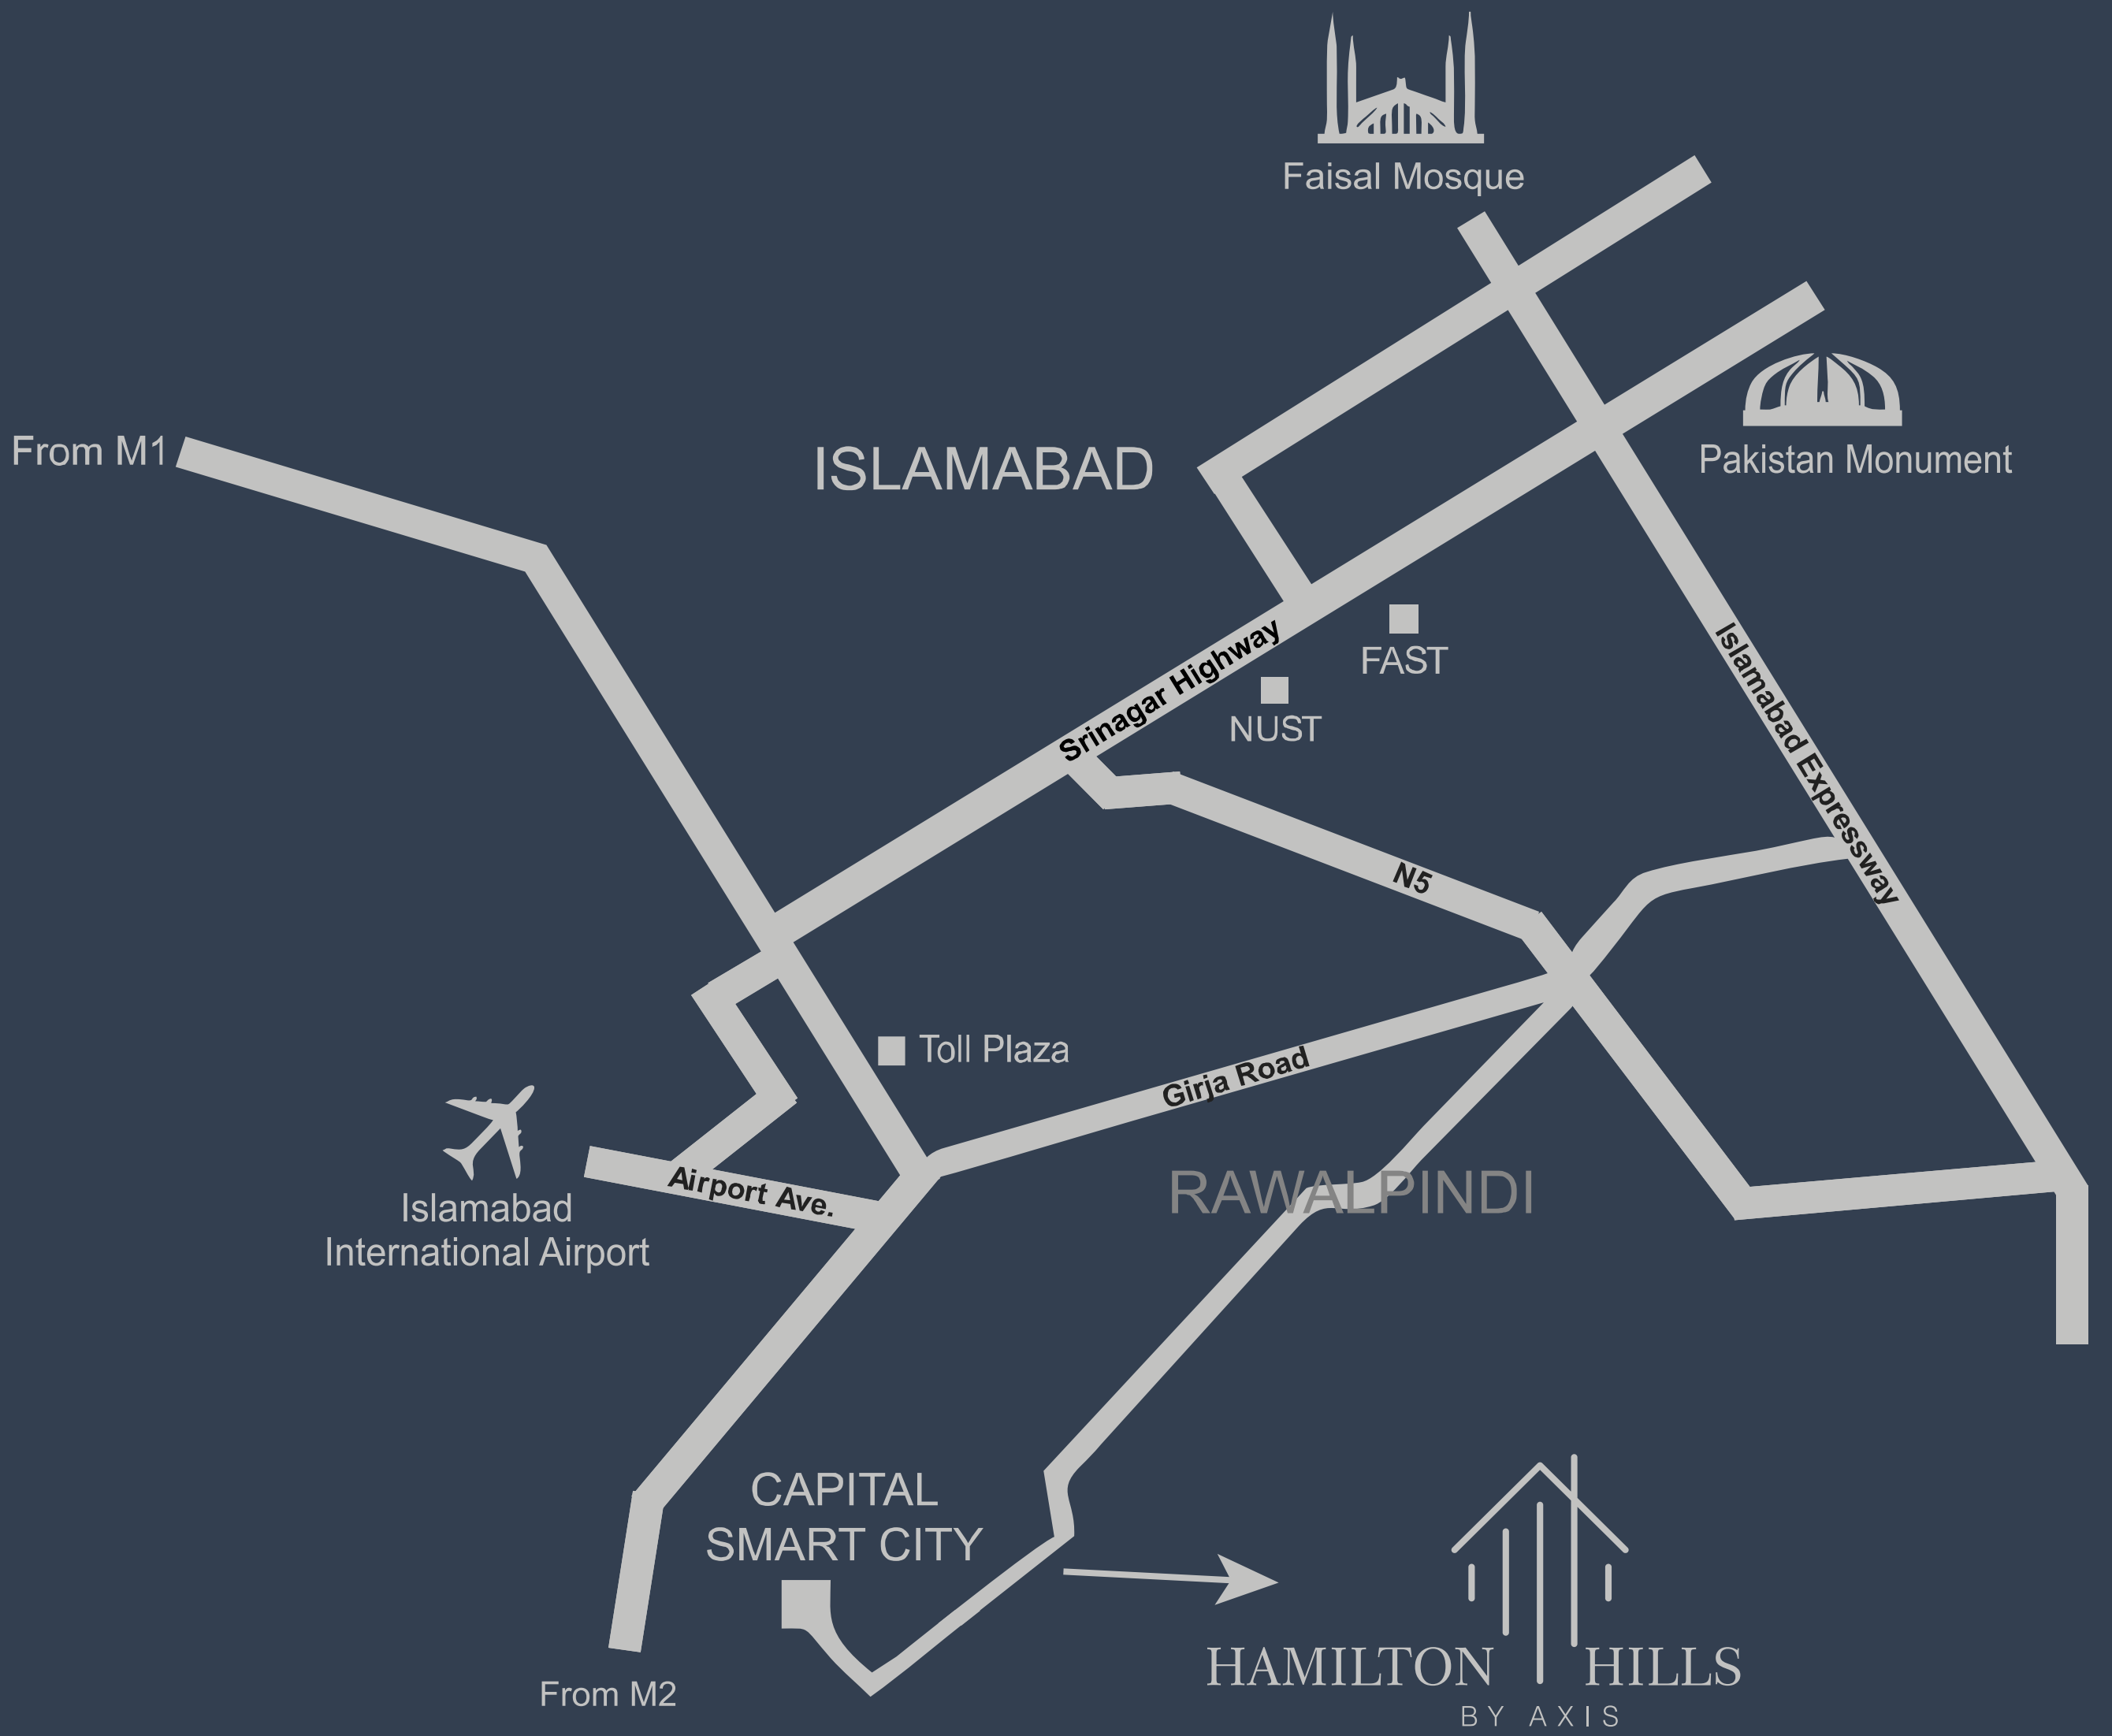 Faisal Mosque
From M1
ISLAMABAD
Pakistan Monument
Srinagar Highway
FAST
NUST
Islamabad Expressway
N5
Toll Plaza
Girja Road
Airport Ave.
Islamabad
International Airport
RAWALPINDI
CAPITAL
SMART CITY
From M2
HAMILTON HILLS
BY AXIS